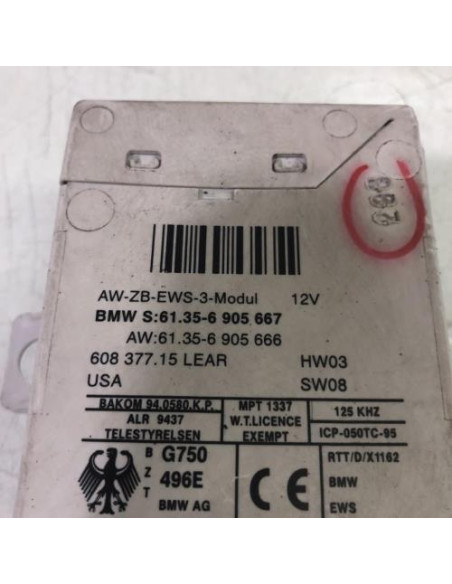 AW-ZB-EWS-3-Modul 12V
BMW S:61.35-6 905 667
AW:61.35-6 905 666
608 377.15 LEAR HW03
USA SW08
BAKOM 94.0580.K.P.
ALR 9437
TELESTYRELSEN
MPT 1337
W.T.LICENCE
EXEMPT
125 KHZ
ICP-050TC-95
B Z T
G750
496E
BMW AG
CE
RTT/D/X1162
BMW
EWS